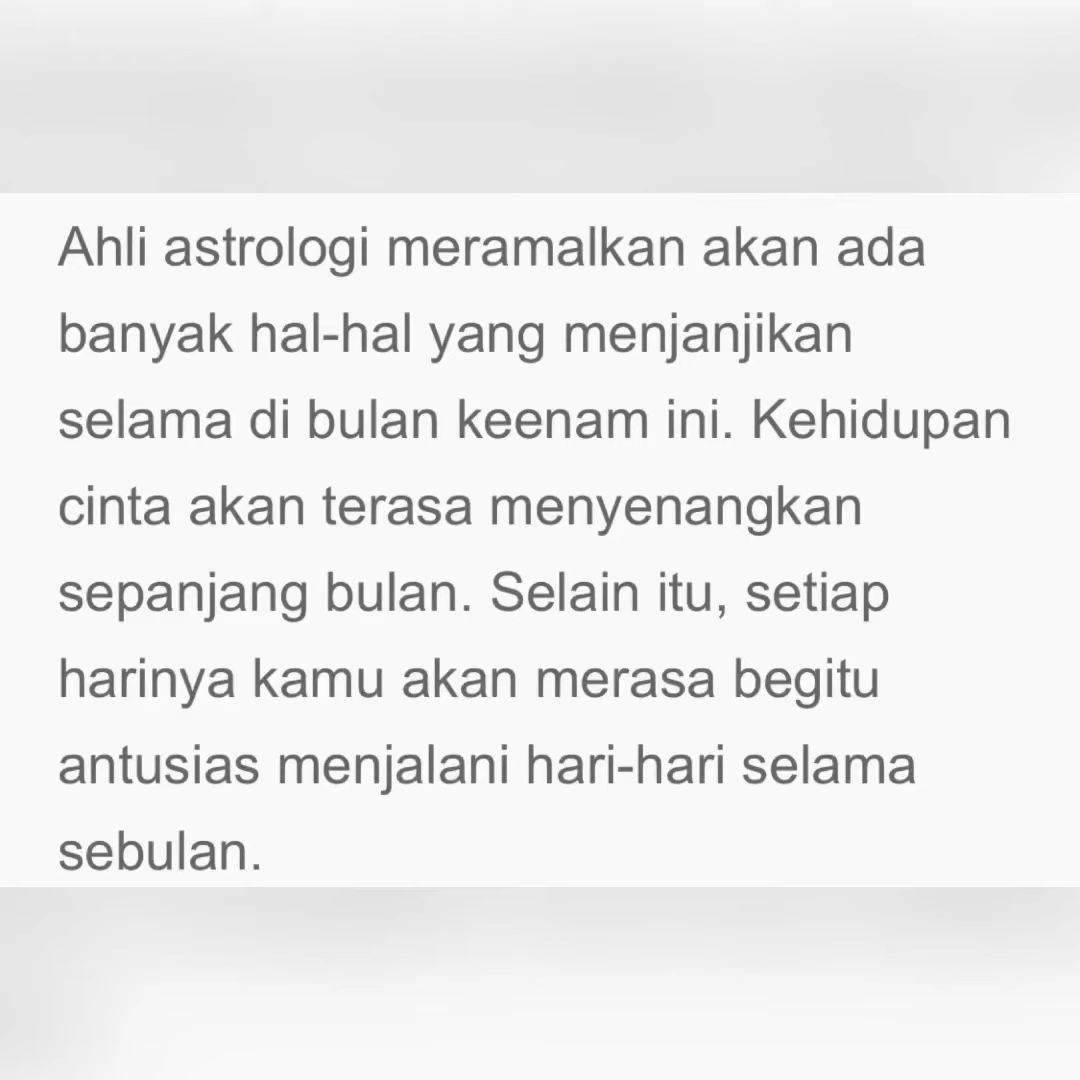 Ahli astrologi meramalkan akan ada
banyak hal-hal yang menjanjikan
selama di bulan keenam ini. Kehidupan
cinta akan terasa menyenangkan
sepanjang bulan. Selain itu, setiap
harinya kamu akan merasa begitu
antusias menjalani hari-hari selama
sebulan.